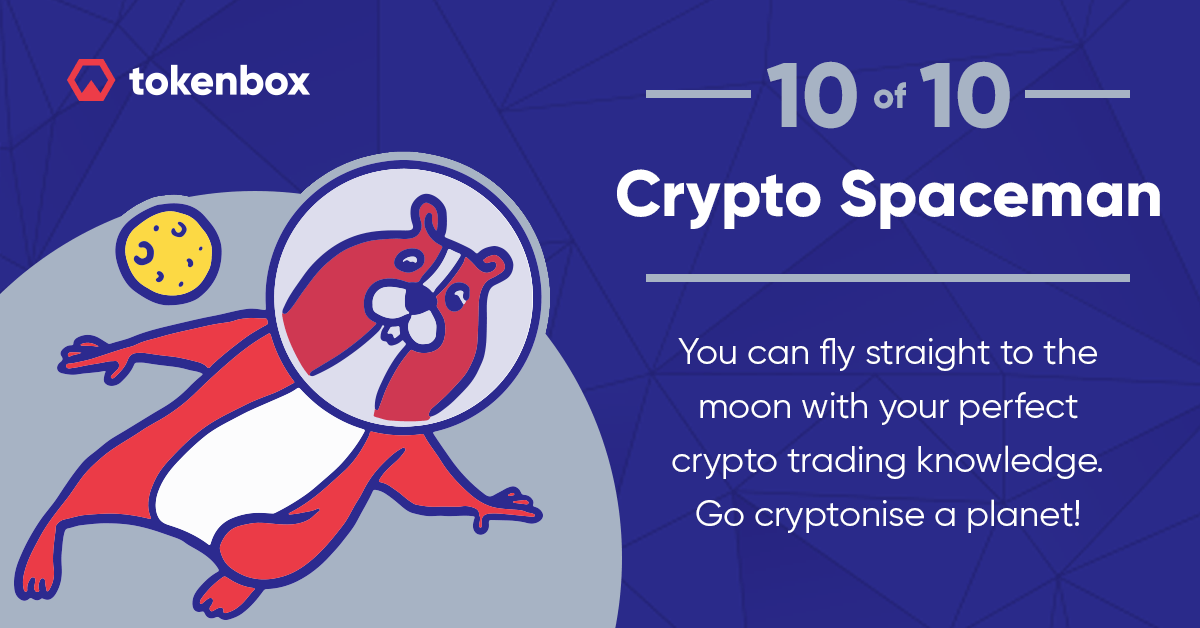 tokenbox
10 of 10
Crypto Spaceman
You can fly straight to the
moon with your perfect
crypto trading knowledge.
Go cryptonise a planet!